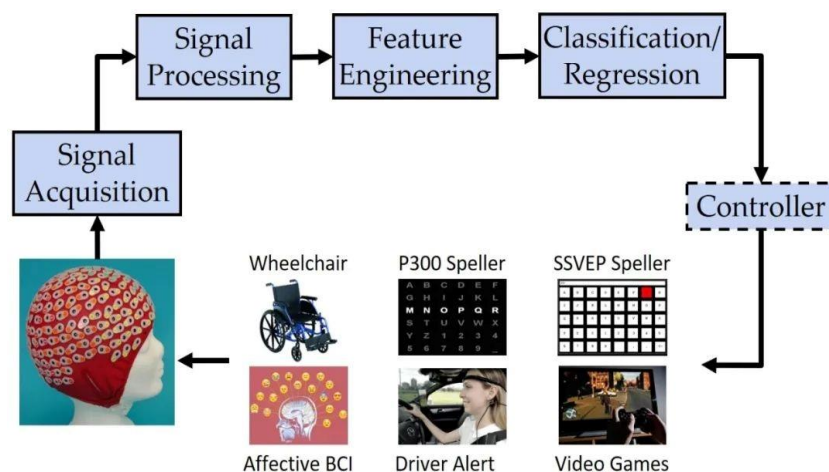 Signal
Processing
Feature
Engineering
Classification/
Regression
Signal
Acquisition
Controller
Wheelchair
P300 Speller
SSVEP Speller
A B C D E F
G H I J K L
M N O P Q R
S T U V W X
Y Z 1 2 3 4
5 6 7 8 9 _
Affective BCI
Driver Alert
Video Games